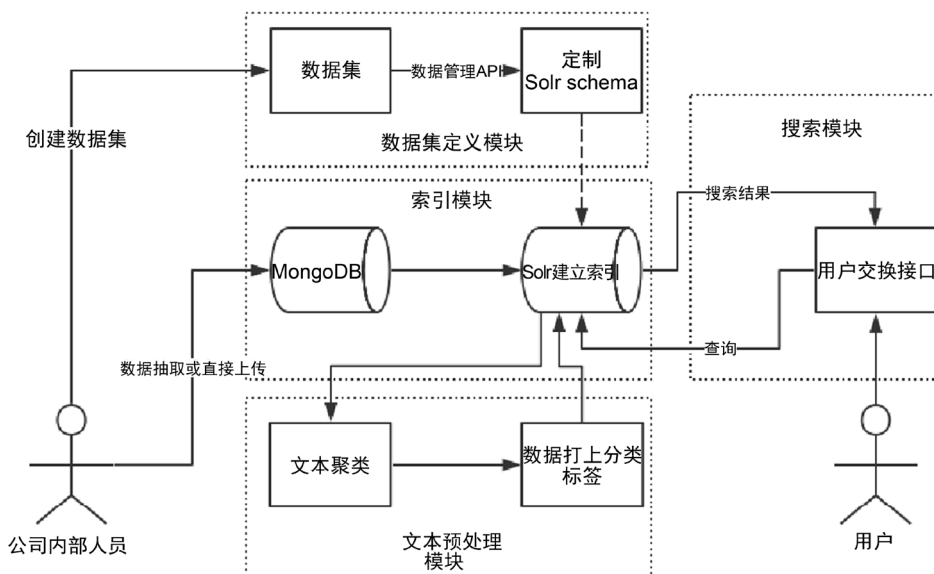 数据集
数据管理API
定制
Solr schema
创建数据集
数据集定义模块
搜索模块
索引模块
搜索结果
MongoDB
Solr建立索引
用户交换接口
查询
数据抽取或直接上传
文本聚类
数据打上分类
标签
公司内部人员
文本预处理
模块
用户